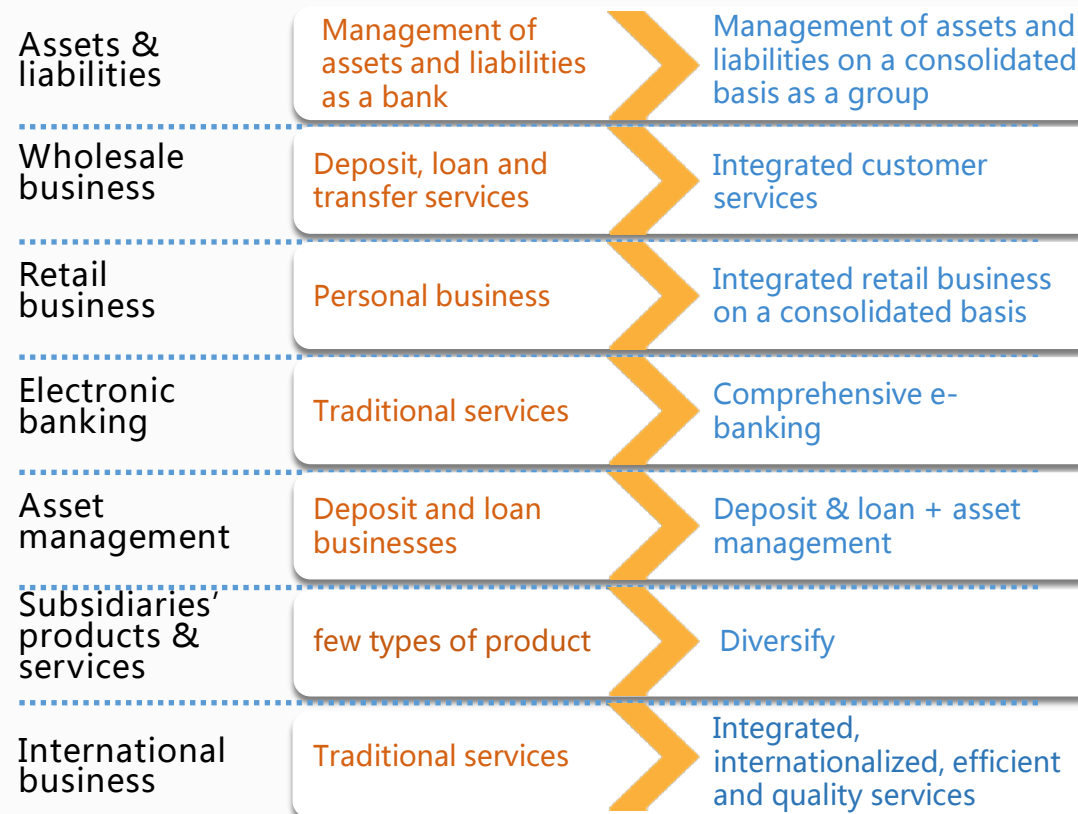 Assets &
liabilities
Management of
assets and liabilities
as a bank
Management of assets and
liabilities on a consolidated
basis as a group
Wholesale
business
Deposit, loan and
transfer services
Integrated customer
services
Retail
business
Personal business
Integrated retail business
on a consolidated basis
Electronic
banking
Traditional services
Comprehensive e-
banking
Asset
management
Deposit and loan
businesses
Deposit & loan + asset
management
Subsidiaries’
products &
services
few types of product
Diversify
International
business
Traditional services
Integrated,
internationalized, efficient
and quality services